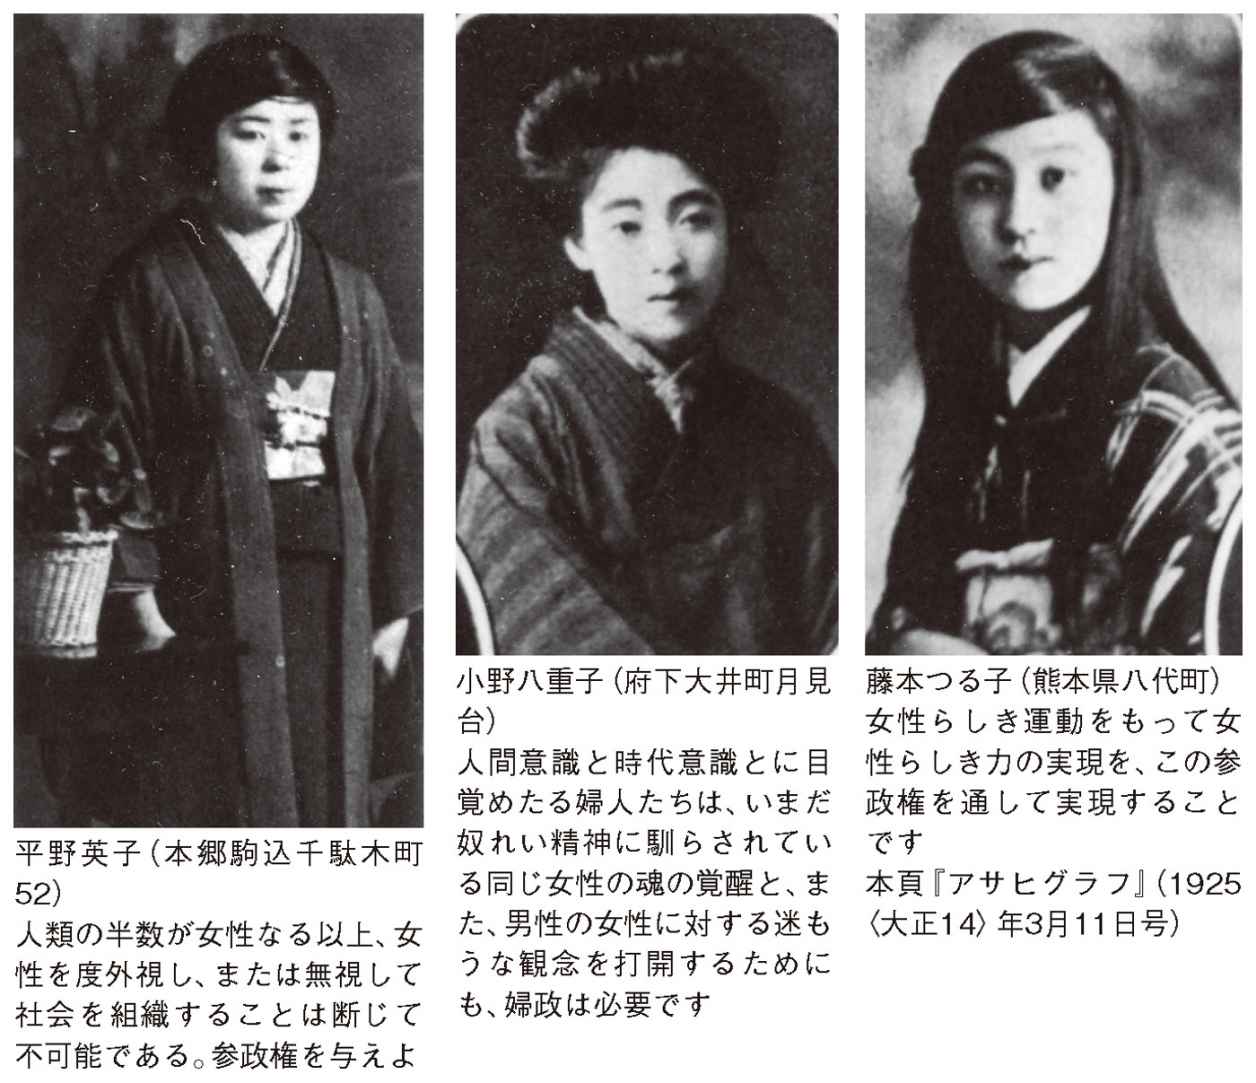 平野英子（本郷駒込千駄木町
52）
人類の半数が女性なる以上、女
性を度外視し、または無視して
社会を組織することは断じて
不可能である。参政権を与えよ
小野八重子（府下大井町月見
台）
人間意識と時代意識とに目
覚めたる婦人たちは、いまだ
奴れい精神に馴らされてい
る同じ女性の魂の覚醒と、ま
た、男性の女性に対する迷も
うな観念を打開するためにに
も、婦政は必要です
藤本つる子（熊本県八代町）
女性らしき運動をもって女
性らしき力の実現を、この参
政権を通して実現すること
です
本頁『アサヒグラフ』（1925
〈大正14〉年3月11日号）